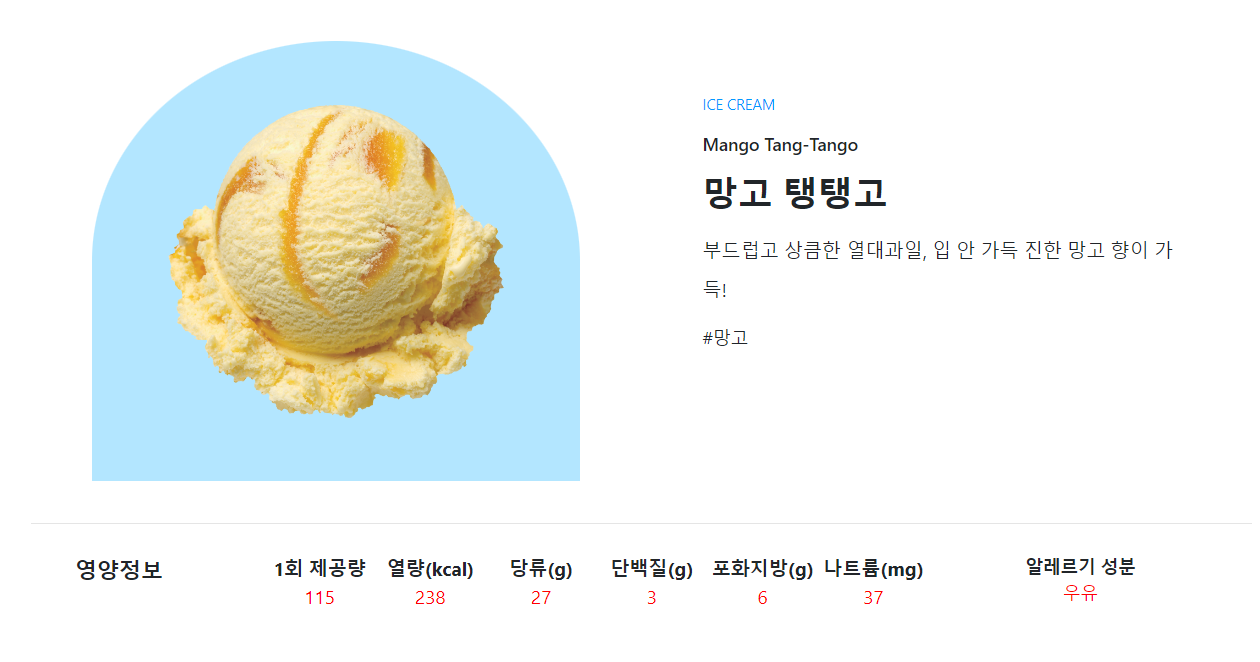 ICE CREAM
Mango Tang-Tango
망고 탱탱고
부드럽고 상큼한 열대과일, 입 안 가득 진한 망고 향이 가
득!
#망고
영양정보 1회 제공량 열량(kcal) 당류(g) 단백질(g) 포화지방(g) 나트륨(mg) 알레르기 성분
115 238 27 3 6 37 우유